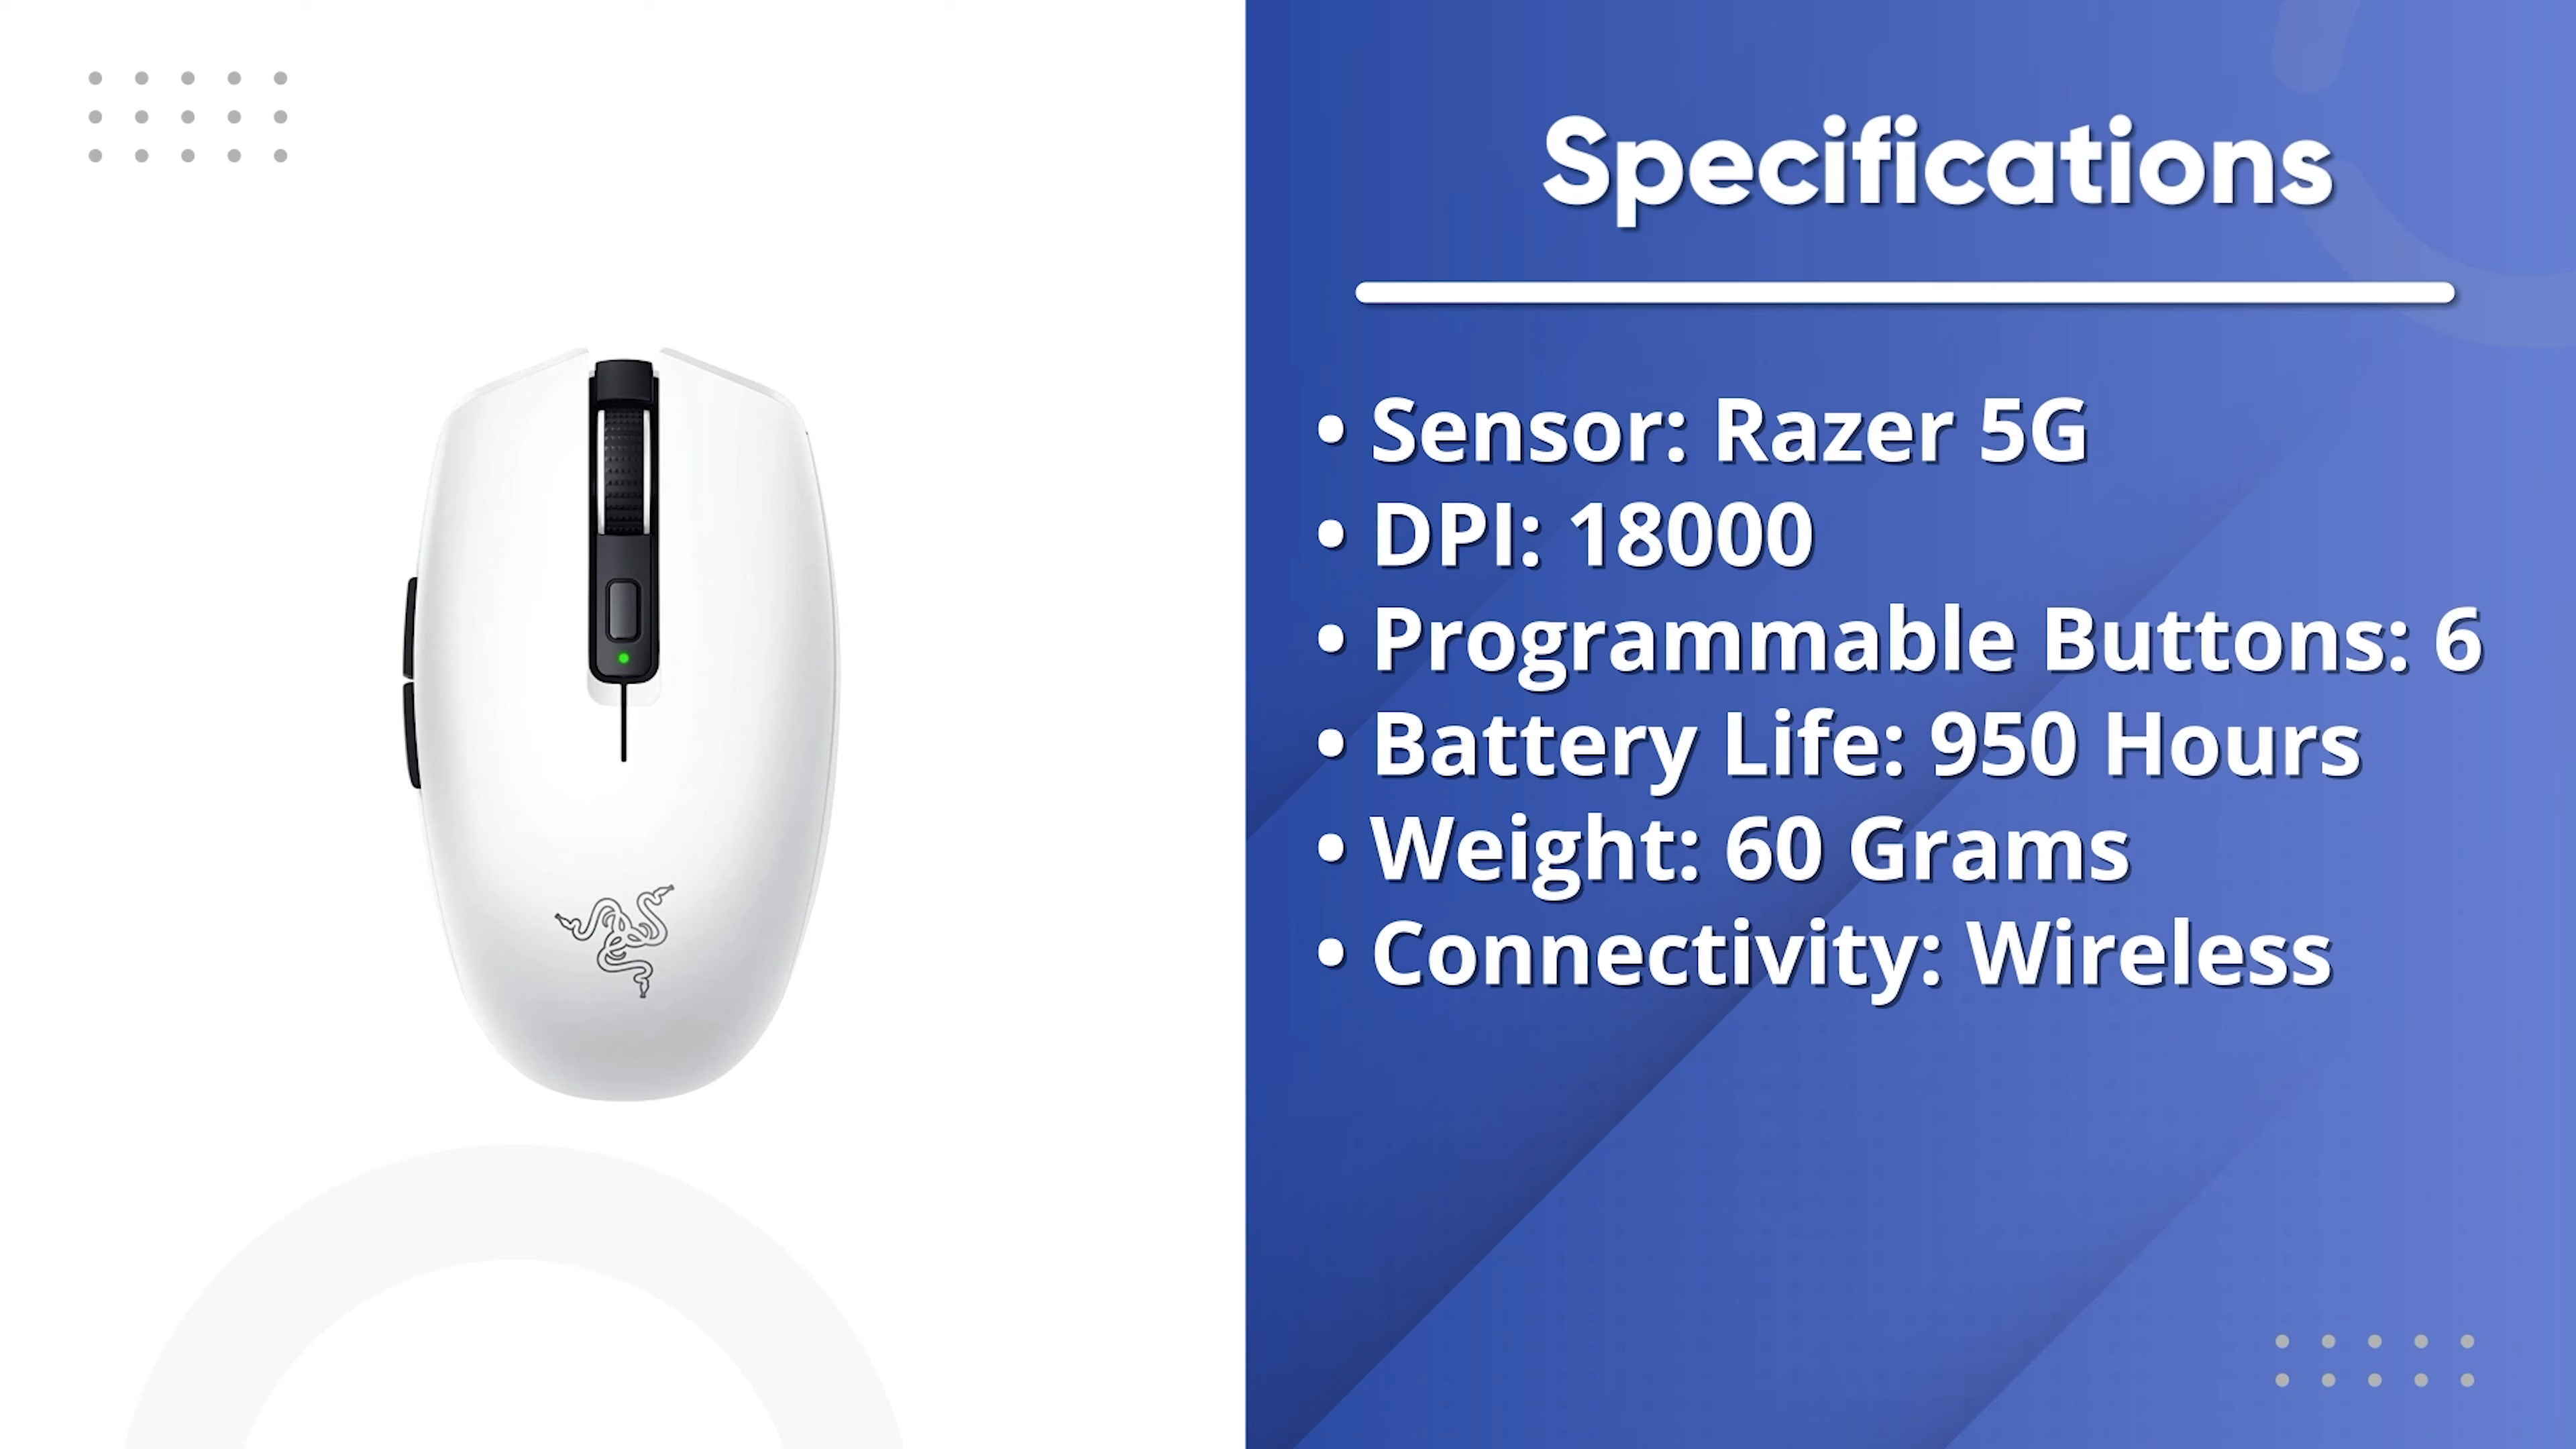 Specifications
• Sensor: Razer 5G
• DPI: 18000
• Programmable Buttons: 6
• Battery Life: 950 Hours
• Weight: 60 Grams
• Connectivity: Wireless